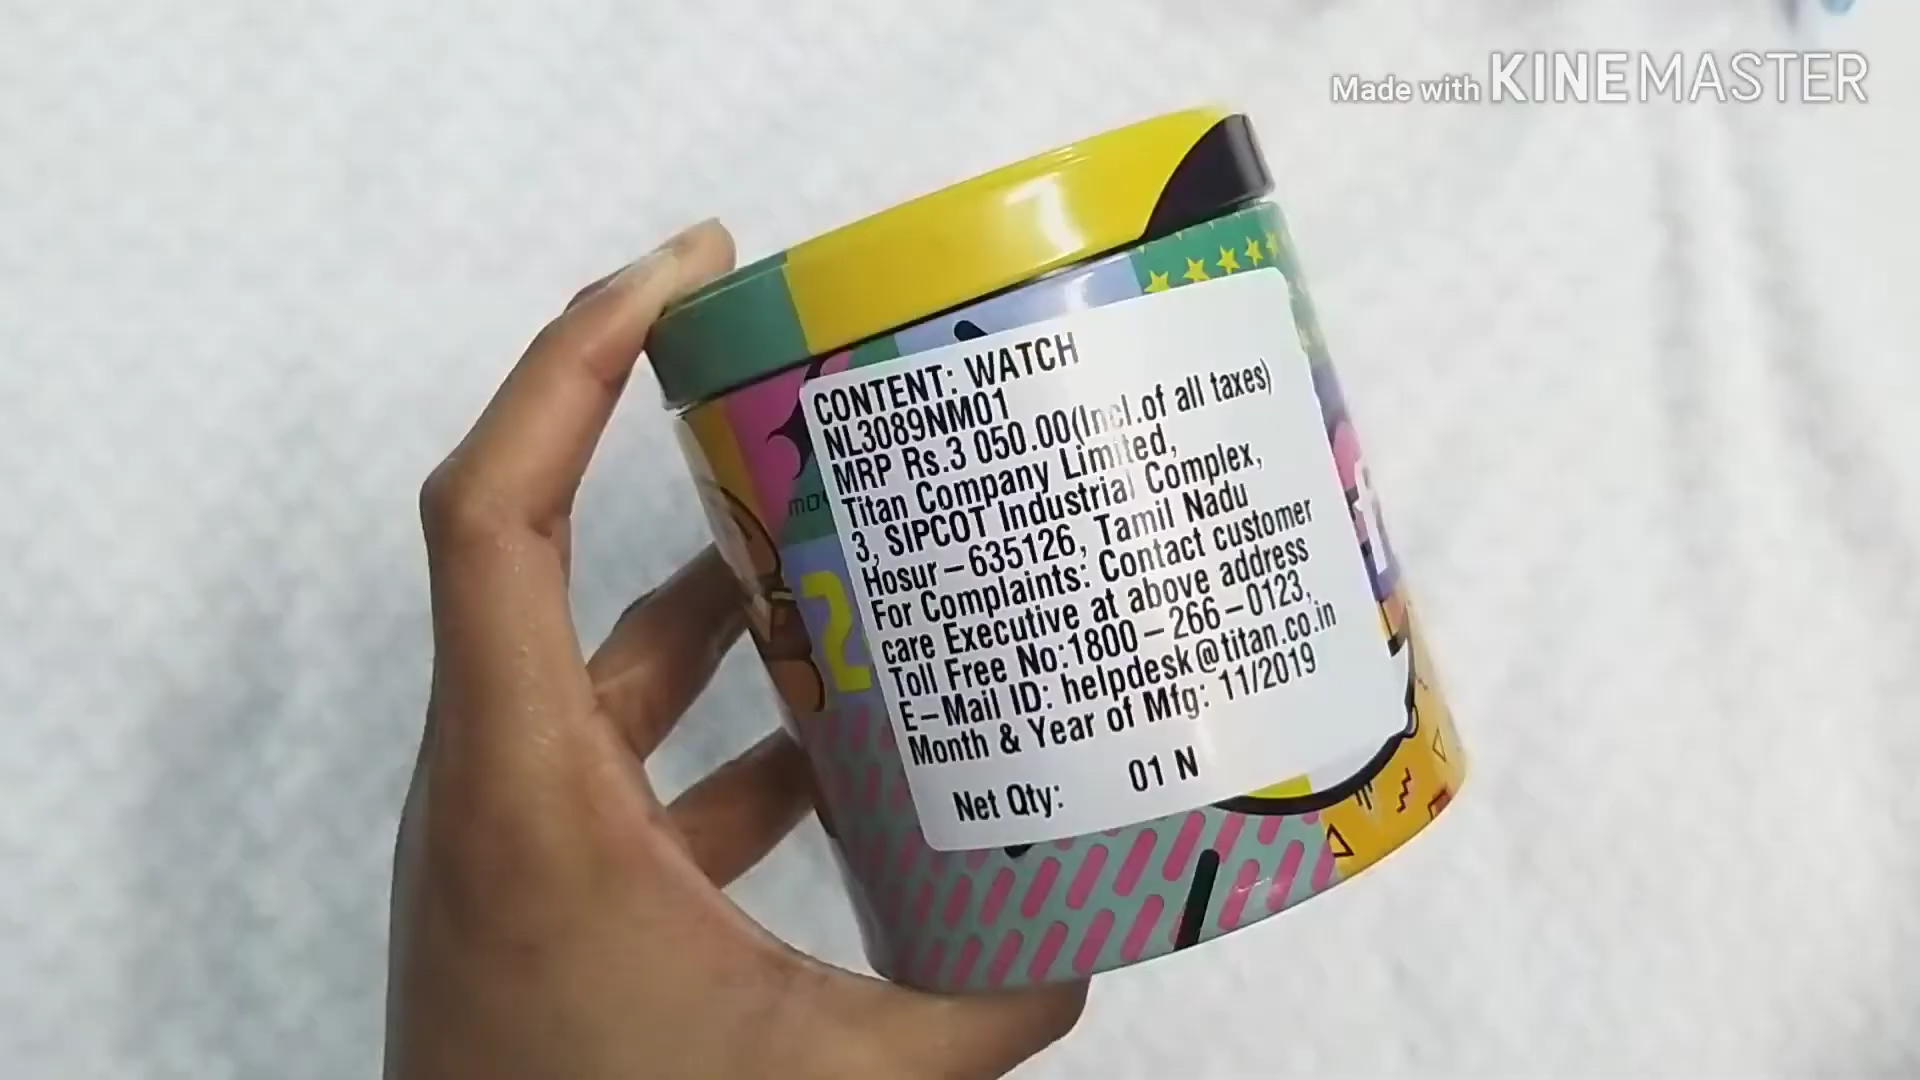 Made with KINEMASTER
CONTENT: WATCH
NL3089NM01
MRP Rs.3 050.00(Incl.of all taxes)
Titan Company Limited,
3, SIPCOT Industrial Complex,
Hosur-635126, Tamil Nadu
For Complaints: Contact customer
care Executive at above address
Toll Free No:1800-266-0123,
E-Mail ID: helpdesk@titan.co.in
Month & Year of Mfg: 11/2019
Net Qty: 01 N